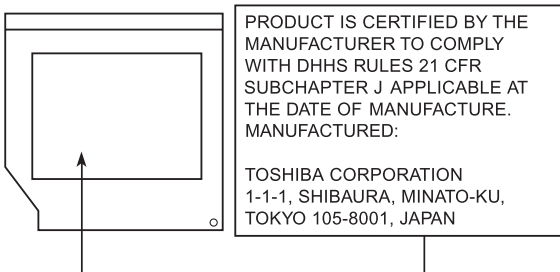 PRODUCT IS CERTIFIED BY THE
MANUFACTURER TO COMPLY
WITH DHHS RULES 21 CFR
SUBCHAPTER J APPLICABLE AT
THE DATE OF MANUFACTURE.
MANUFACTURED:
TOSHIBA CORPORATION
1-1-1, SHIBAURA, MINATO-KU,
TOKYO 105-8001, JAPAN